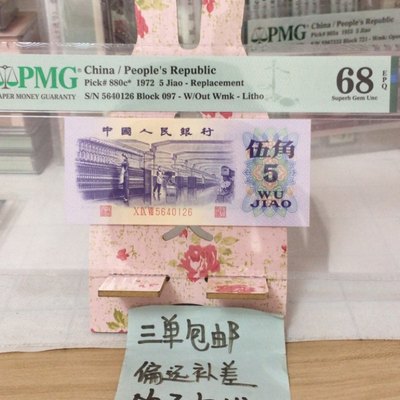 PMG
PAPER MONEY GUARANTY
China / People's Republic
Pick# 880c* 1972 5 Jiao - Replacement
S/N 5640126 Block 097 - W/Out Wmk - Litho
68
EPQ
Superb Gem Unc
中國人民銀行
伍角
5
WU
JIAO
5640126
三单包邮
偏远补差